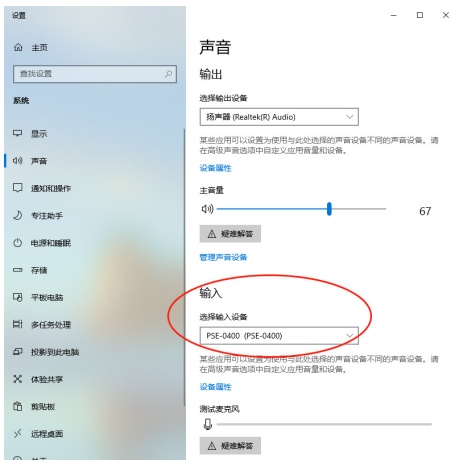 设置
主页
查找设置
系统
显示
声音
通知和操作
专注助手
电源和睡眠
存储
平板电脑
多任务处理
投影到此电脑
体验共享
剪贴板
远程桌面
关于
声音
输出
选择输出设备
扬声器 (Realtek(R) Audio)
某些应用可以设置为使用与此处选择的声音设备不同的声音设备。请
在高级声音选项中自定义应用音量和设备。
设备属性
主音量
67
疑难解答
管理声音设备
输入
选择输入设备
PSE-0400 (PSE-0400)
某些应用可以设置为使用与此处选择的声音设备不同的声音设备。请
在高级声音选项中自定义应用音量和设备。
设备属性
测试麦克风
疑难解答